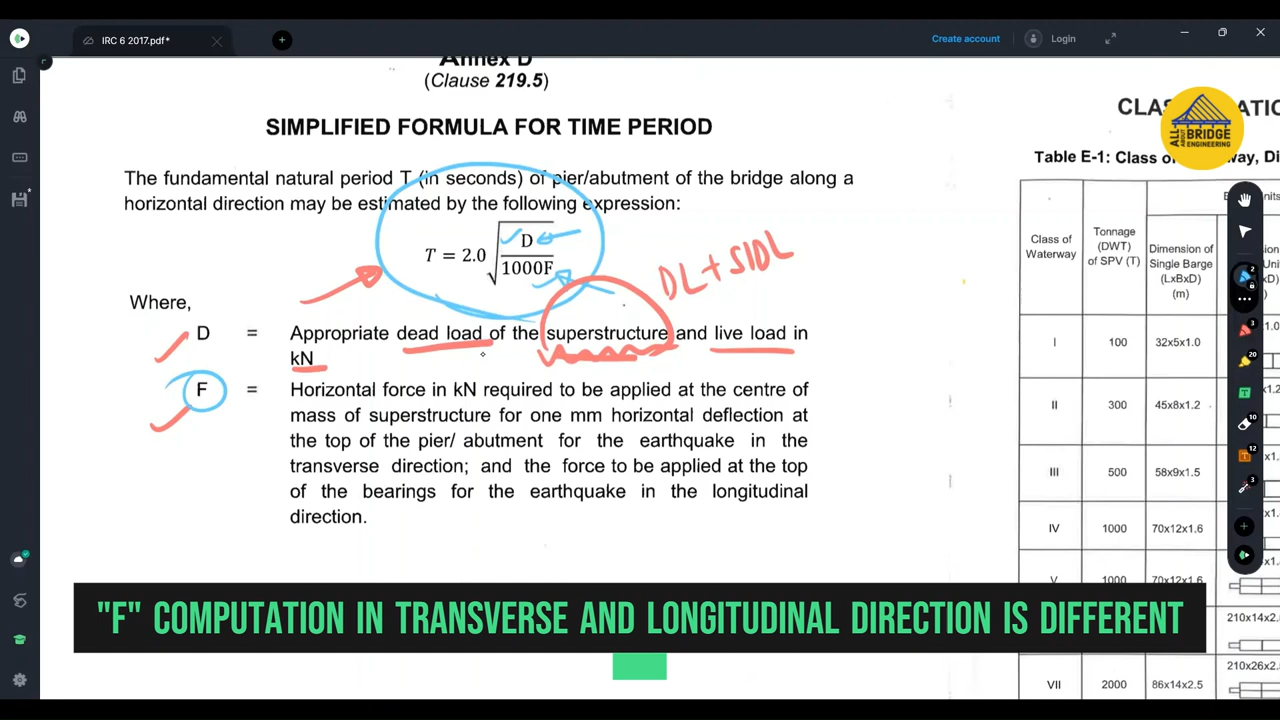 IRC 6 2017.pdf*
Create account
Login
Annex D
(Clause 219.5)
SIMPLIFIED FORMULA FOR TIME PERIOD
The fundamental natural period T (in seconds) of pier/abutment of the bridge along a
horizontal direction may be estimated by the following expression:
T = 2.0 √(D/1000F)
DL + SIDL
Where,
D = Appropriate dead load of the superstructure and live load in
kN
F = Horizontal force in kN required to be applied at the centre of
mass of superstructure for one mm horizontal deflection at
the top of the pier/ abutment for the earthquake in the
transverse direction; and the force to be applied at the top
of the bearings for the earthquake in the longitudinal
direction.
ALL ABOUT
BRIDGE
ENGINEERING
Table E-1: Class
Class of
Waterway
Tonnage
(DWT)
of SPV (T)
Dimension of
Single Barge
(LxBxD)
(m)
I 100 32x5x1.0
II 300 45x8x1.2
III 500 58x9x1.5
IV 1000 70x12x1.6
V 1000 70x12x1.6
210x14x2.
210x26x2.
VII 2000 86x14x2.5
"F" COMPUTATION IN TRANSVERSE AND LONGITUDINAL DIRECTION IS DIFFERENT